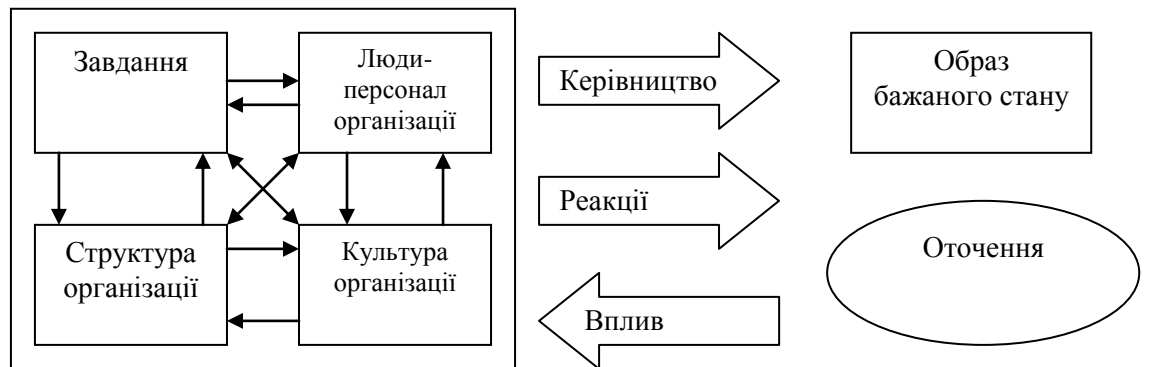 Завдання
Люди-
персонал
організації
Керівництво
Образ
бажаного стану
Реакції
Структура
організації
Культура
організації
Оточення
Вплив